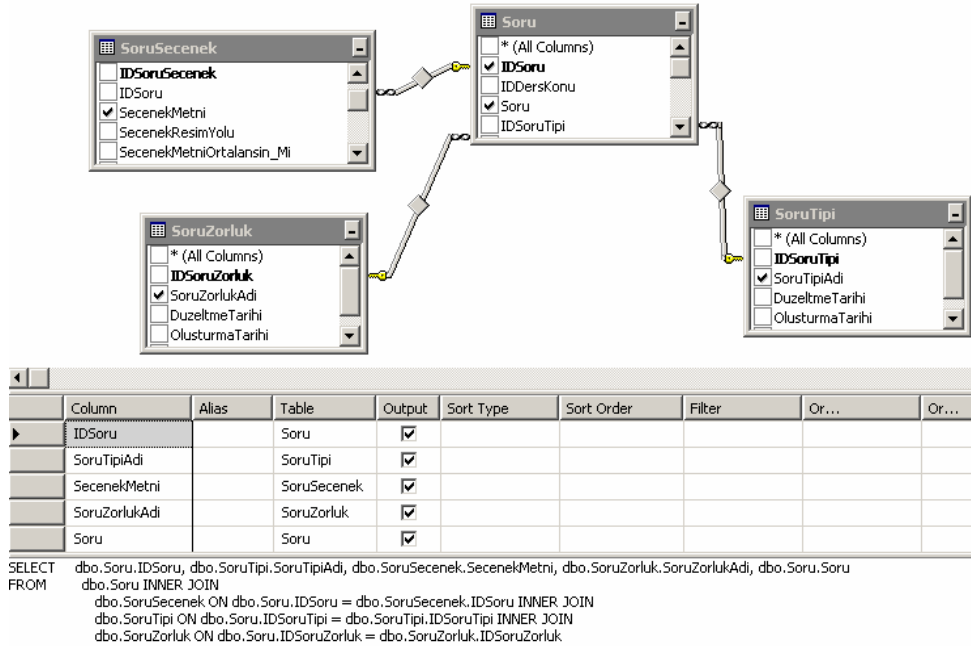 SoruSecenek
IDSoruSecenek
IDSoru
SecenekMetni
SecenekResimYolu
SecenekMetniOrtalansin_Mi
Soru
* (All Columns)
IDSoru
IDDersKonu
Soru
IDSoruTipi
SoruZorluk
* (All Columns)
IDSoruZorluk
SoruZorlukAdi
DuzeltmeTarihi
OlusturmaTarihi
SoruTipi
* (All Columns)
IDSoruTipi
SoruTipiAdi
DuzeltmeTarihi
OlusturmaTarihi
Column Alias Table Output Sort Type Sort Order Filter Or... Or...
IDSoru Soru
SoruTipiAdi SoruTipi
SecenekMetni SoruSecenek
SoruZorlukAdi SoruZorluk
Soru Soru
SELECT dbo.Soru.IDSoru, dbo.SoruTipi.SoruTipiAdi, dbo.SoruSecenek.SecenekMetni, dbo.SoruZorluk.SoruZorlukAdi, dbo.Soru.Soru
FROM dbo.Soru INNER JOIN
dbo.SoruSecenek ON dbo.Soru.IDSoru = dbo.SoruSecenek.IDSoru INNER JOIN
dbo.SoruTipi ON dbo.Soru.IDSoruTipi = dbo.SoruTipi.IDSoruTipi INNER JOIN
dbo.SoruZorluk ON dbo.Soru.IDSoruZorluk = dbo.SoruZorluk.IDSoruZorluk